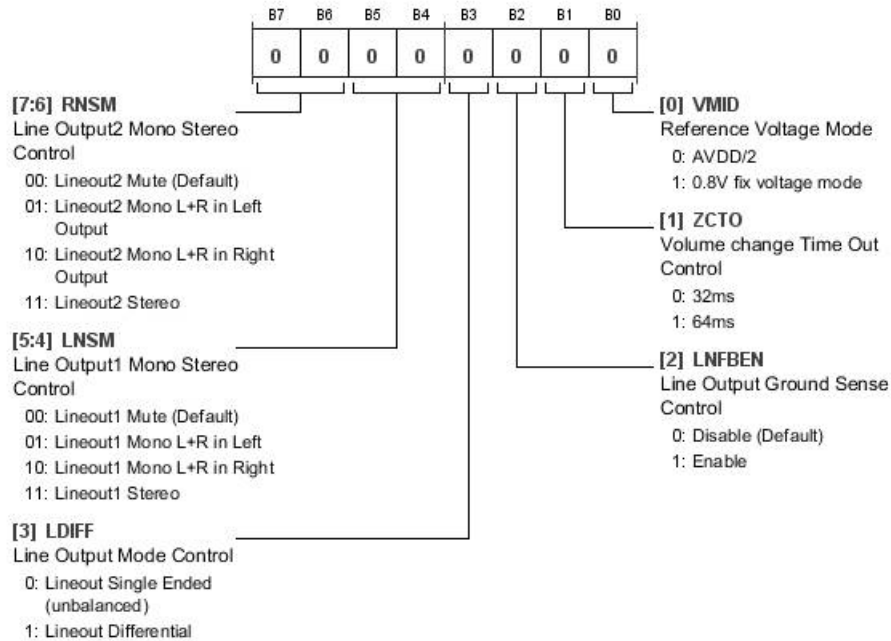 B7 B6 B5 B4 B3 B2 B1 B0
0 0 0 0 0 0 0 0
[7:6] RNSM
Line Output2 Mono Stereo
Control
00: Lineout2 Mute (Default)
01: Lineout2 Mono L+R in Left
Output
10: Lineout2 Mono L+R in Right
Output
11: Lineout2 Stereo
[5:4] LNSM
Line Output1 Mono Stereo
Control
00: Lineout1 Mute (Default)
01: Lineout1 Mono L+R in Left
10: Lineout1 Mono L+R in Right
11: Lineout1 Stereo
[3] LDIFF
Line Output Mode Control
0: Lineout Single Ended
(unbalanced)
1: Lineout Differential
[0] VMID
Reference Voltage Mode
0: AVDD/2
1: 0.8V fix voltage mode
[1] ZCTO
Volume change Time Out
Control
0: 32ms
1: 64ms
[2] LNFBEN
Line Output Ground Sense
Control
0: Disable (Default)
1: Enable